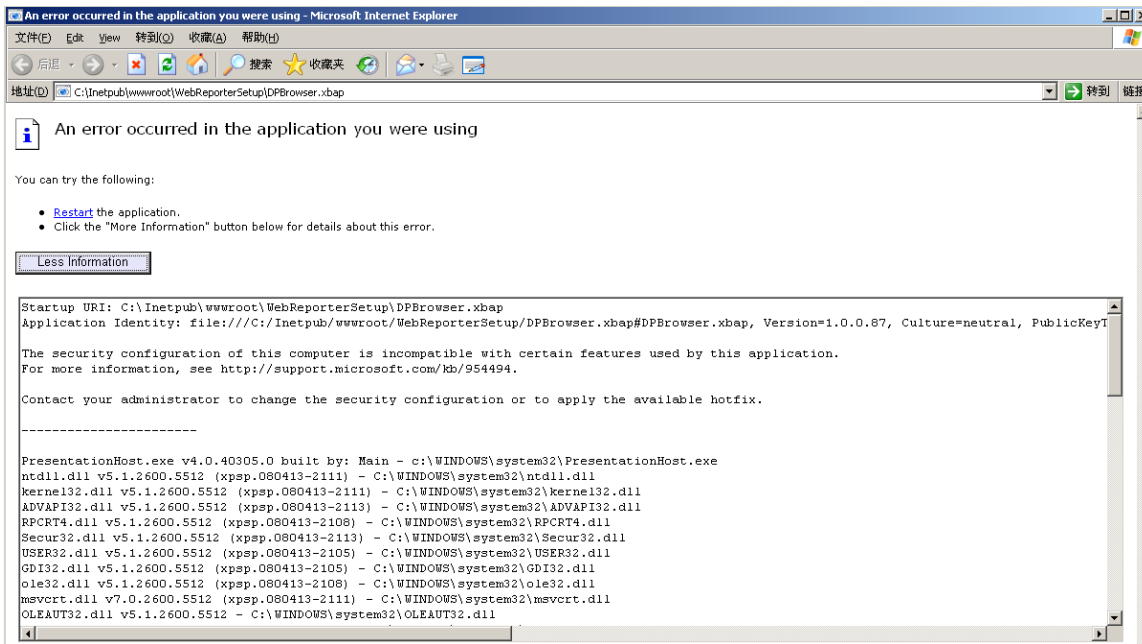 An error occurred in the application you were using - Microsoft Internet Explorer
文件(F) Edit View 转到(O) 收藏(A) 帮助(H)
后退 搜索 收藏夹
地址(D) C:\Inetpub\wwwroot\WebReporterSetup\DPBrowser.xbap 转到 链接
An error occurred in the application you were using
You can try the following:
Restart the application.
Click the "More Information" button below for details about this error.
Less Information
Startup URI: C:\Inetpub\wwwroot\WebReporterSetup\DPBrowser.xbap
Application Identity: file:///C:/Inetpub/wwwroot/WebReporterSetup/DPBrowser.xbap#DPBrowser.xbap, Version=1.0.0.87, Culture=neutral, PublicKeyT
The security configuration of this computer is incompatible with certain features used by this application.
For more information, see http://support.microsoft.com/kb/954494.
Contact your administrator to change the security configuration or to apply the available hotfix.
-----------------------
PresentationHost.exe v4.0.40305.0 built by: Main - c:\WINDOWS\system32\PresentationHost.exe
ntdll.dll v5.1.2600.5512 (xpsp.080413-2111) - C:\WINDOWS\system32\ntdll.dll
kernel32.dll v5.1.2600.5512 (xpsp.080413-2111) - C:\WINDOWS\system32\kernel32.dll
ADVAPI32.dll v5.1.2600.5512 (xpsp.080413-2113) - C:\WINDOWS\system32\ADVAPI32.dll
RPCRT4.dll v5.1.2600.5512 (xpsp.080413-2108) - C:\WINDOWS\system32\RPCRT4.dll
Secur32.dll v5.1.2600.5512 (xpsp.080413-2113) - C:\WINDOWS\system32\Secur32.dll
USER32.dll v5.1.2600.5512 (xpsp.080413-2105) - C:\WINDOWS\system32\USER32.dll
GDI32.dll v5.1.2600.5512 (xpsp.080413-2105) - C:\WINDOWS\system32\GDI32.dll
ole32.dll v5.1.2600.5512 (xpsp.080413-2108) - C:\WINDOWS\system32\ole32.dll
msvcrt.dll v7.0.2600.5512 (xpsp.080413-2111) - C:\WINDOWS\system32\msvcrt.dll
OLEAUT32.dll v5.1.2600.5512 - C:\WINDOWS\system32\OLEAUT32.dll